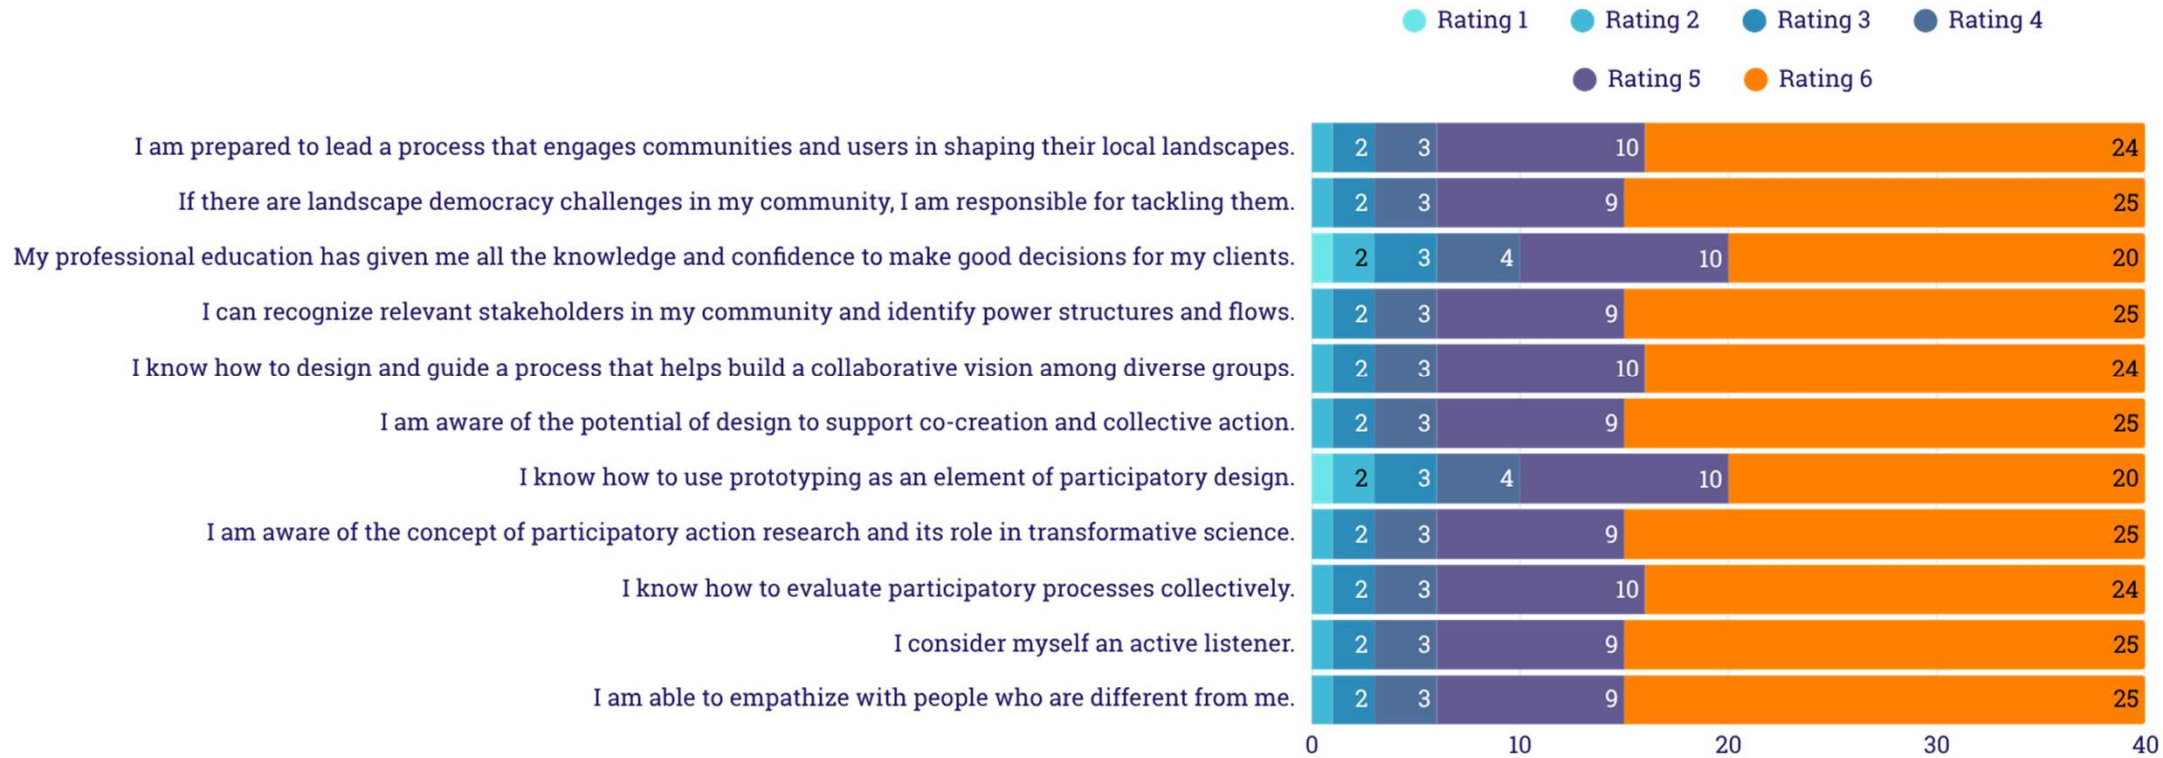 Rating 1 Rating 2 Rating 3 Rating 4
Rating 5 Rating 6
I am prepared to lead a process that engages communities and users in shaping their local landscapes. 2 3 10 24
If there are landscape democracy challenges in my community, I am responsible for tackling them. 2 3 9 25
My professional education has given me all the knowledge and confidence to make good decisions for my clients. 2 3 4 10 20
I can recognize relevant stakeholders in my community and identify power structures and flows. 2 3 9 25
I know how to design and guide a process that helps build a collaborative vision among diverse groups. 2 3 10 24
I am aware of the potential of design to support co-creation and collective action. 2 3 9 25
I know how to use prototyping as an element of participatory design. 2 3 4 10 20
I am aware of the concept of participatory action research and its role in transformative science. 2 3 9 25
I know how to evaluate participatory processes collectively. 2 3 10 24
I consider myself an active listener. 2 3 9 25
I am able to empathize with people who are different from me. 2 3 9 25
0 10 20 30 40